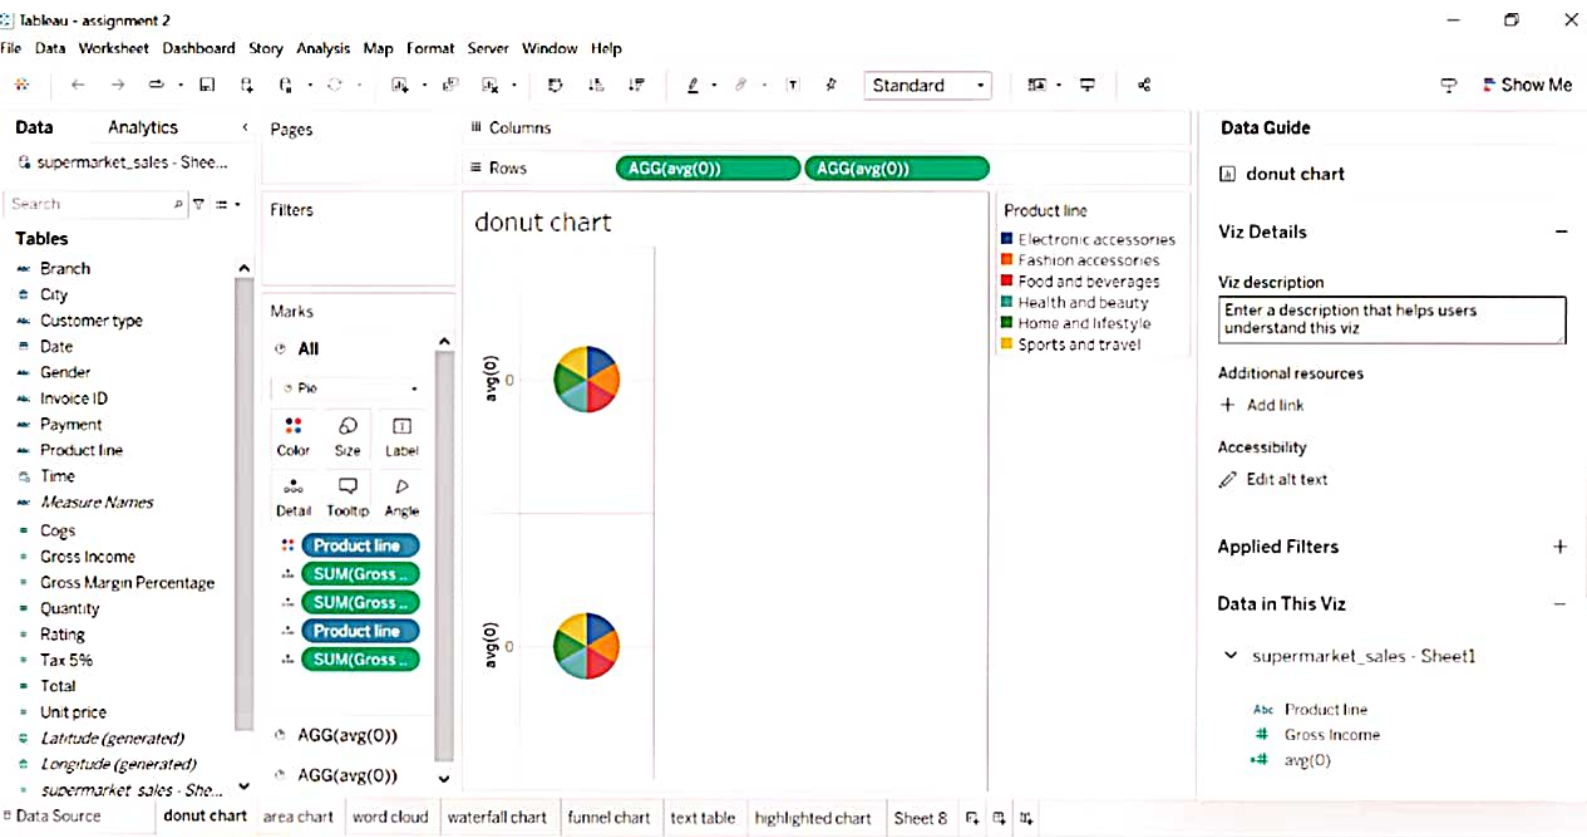 Tableau - assignment 2
File Data Worksheet Dashboard Story Analysis Map Format Server Window Help
Standard
Show Me
Data Analytics
supermarket_sales - Shee...
Search
Tables
Branch
City
Customer type
Date
Gender
Invoice ID
Payment
Product line
Time
Measure Names
Cogs
Gross Income
Gross Margin Percentage
Quantity
Rating
Tax 5%
Total
Unit price
Latitude (generated)
Longitude (generated)
supermarket_sales - She...
Pages
Filters
Marks
All
Pie
Color Size Label
Detail Tooltip Angle
Product line
SUM(Gross ..
SUM(Gross ..
Product line
SUM(Gross ..
AGG(avg(0))
AGG(avg(0))
Columns
Rows AGG(avg(0)) AGG(avg(0))
donut chart
avg(0) 0
avg(0) 0
Product line
Electronic accessories
Fashion accessories
Food and beverages
Health and beauty
Home and lifestyle
Sports and travel
Data Guide
donut chart
Viz Details
Viz description
Enter a description that helps users
understand this viz
Additional resources
Add link
Accessibility
Edit alt text
Applied Filters
Data in This Viz
supermarket_sales - Sheet1
Abc Product line
# Gross Income
# avg(0)
Data Source donut chart area chart word cloud waterfall chart funnel chart text table highlighted chart Sheet 8